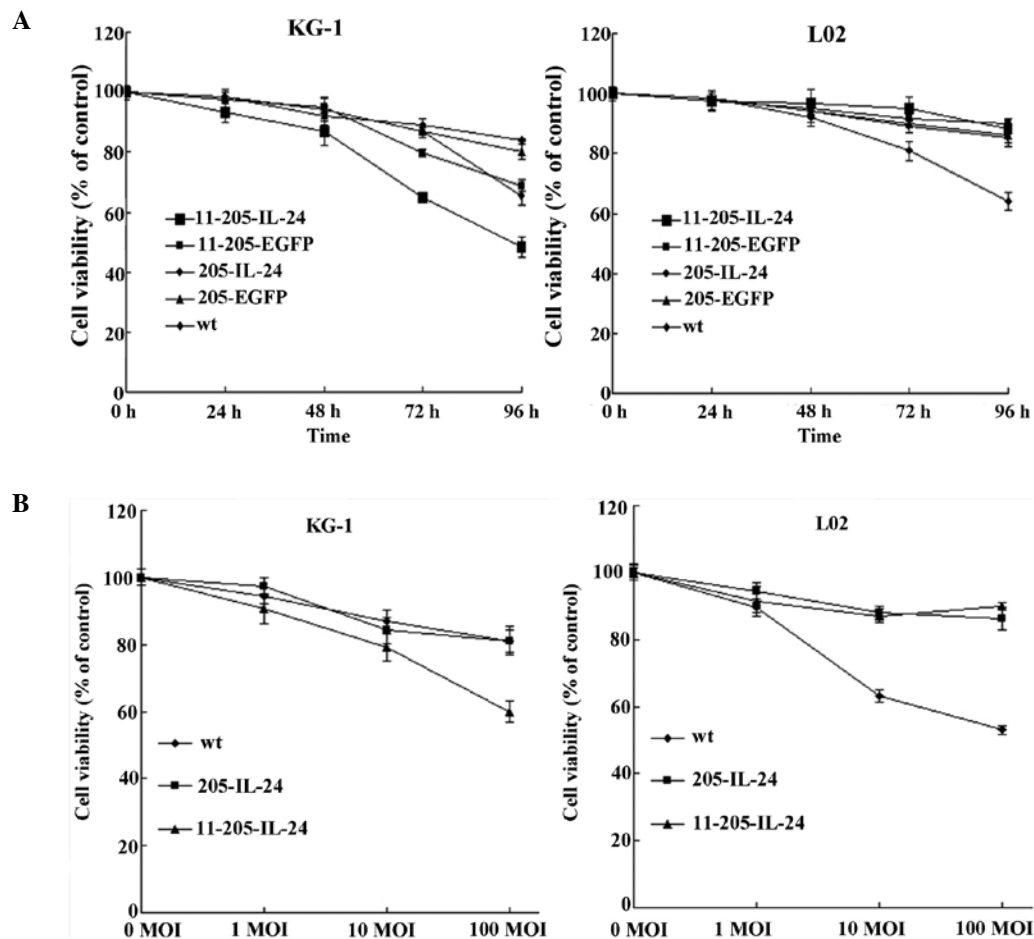 A
KG-1
Cell viability (% of control)
120
100
80
60
40
20
0
11-205-IL-24
11-205-EGFP
205-IL-24
205-EGFP
wt
0 h
24 h
48 h
72 h
96 h
Time
L02
Cell viability (% of control)
120
100
80
60
40
20
0
11-205-IL-24
11-205-EGFP
205-IL-24
205-EGFP
wt
0 h
24 h
48 h
72 h
96 h
Time
B
KG-1
Cell viability (% of control)
120
100
80
60
40
20
0
wt
205-IL-24
11-205-IL-24
0 MOI
1 MOI
10 MOI
100 MOI
L02
Cell viability (% of control)
120
100
80
60
40
20
0
wt
205-IL-24
11-205-IL-24
0 MOI
1 MOI
10 MOI
100 MOI